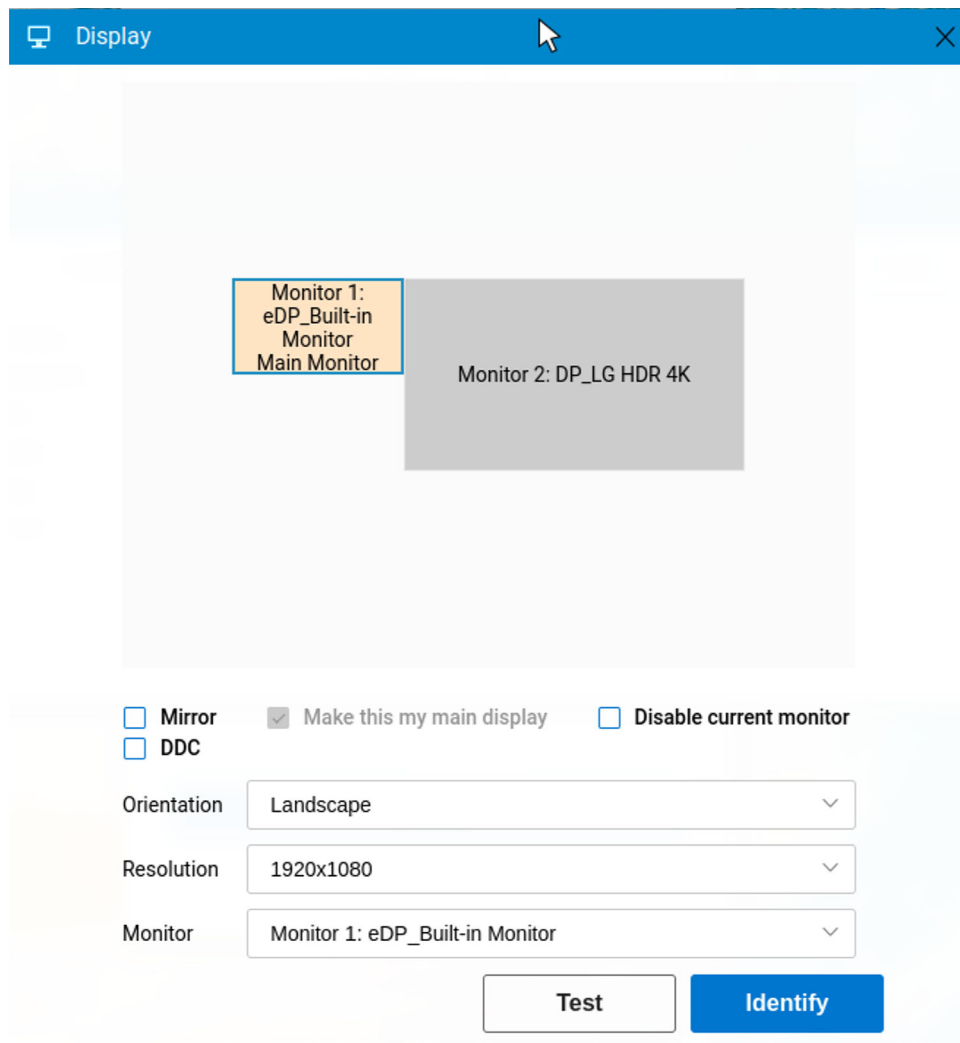 Display
Monitor 1:
eDP_Built-in
Monitor
Main Monitor
Monitor 2: DP_LG HDR 4K
Mirror
Make this my main display
Disable current monitor
DDC
Orientation
Landscape
Resolution
1920x1080
Monitor
Monitor 1: eDP_Built-in Monitor
Test
Identify